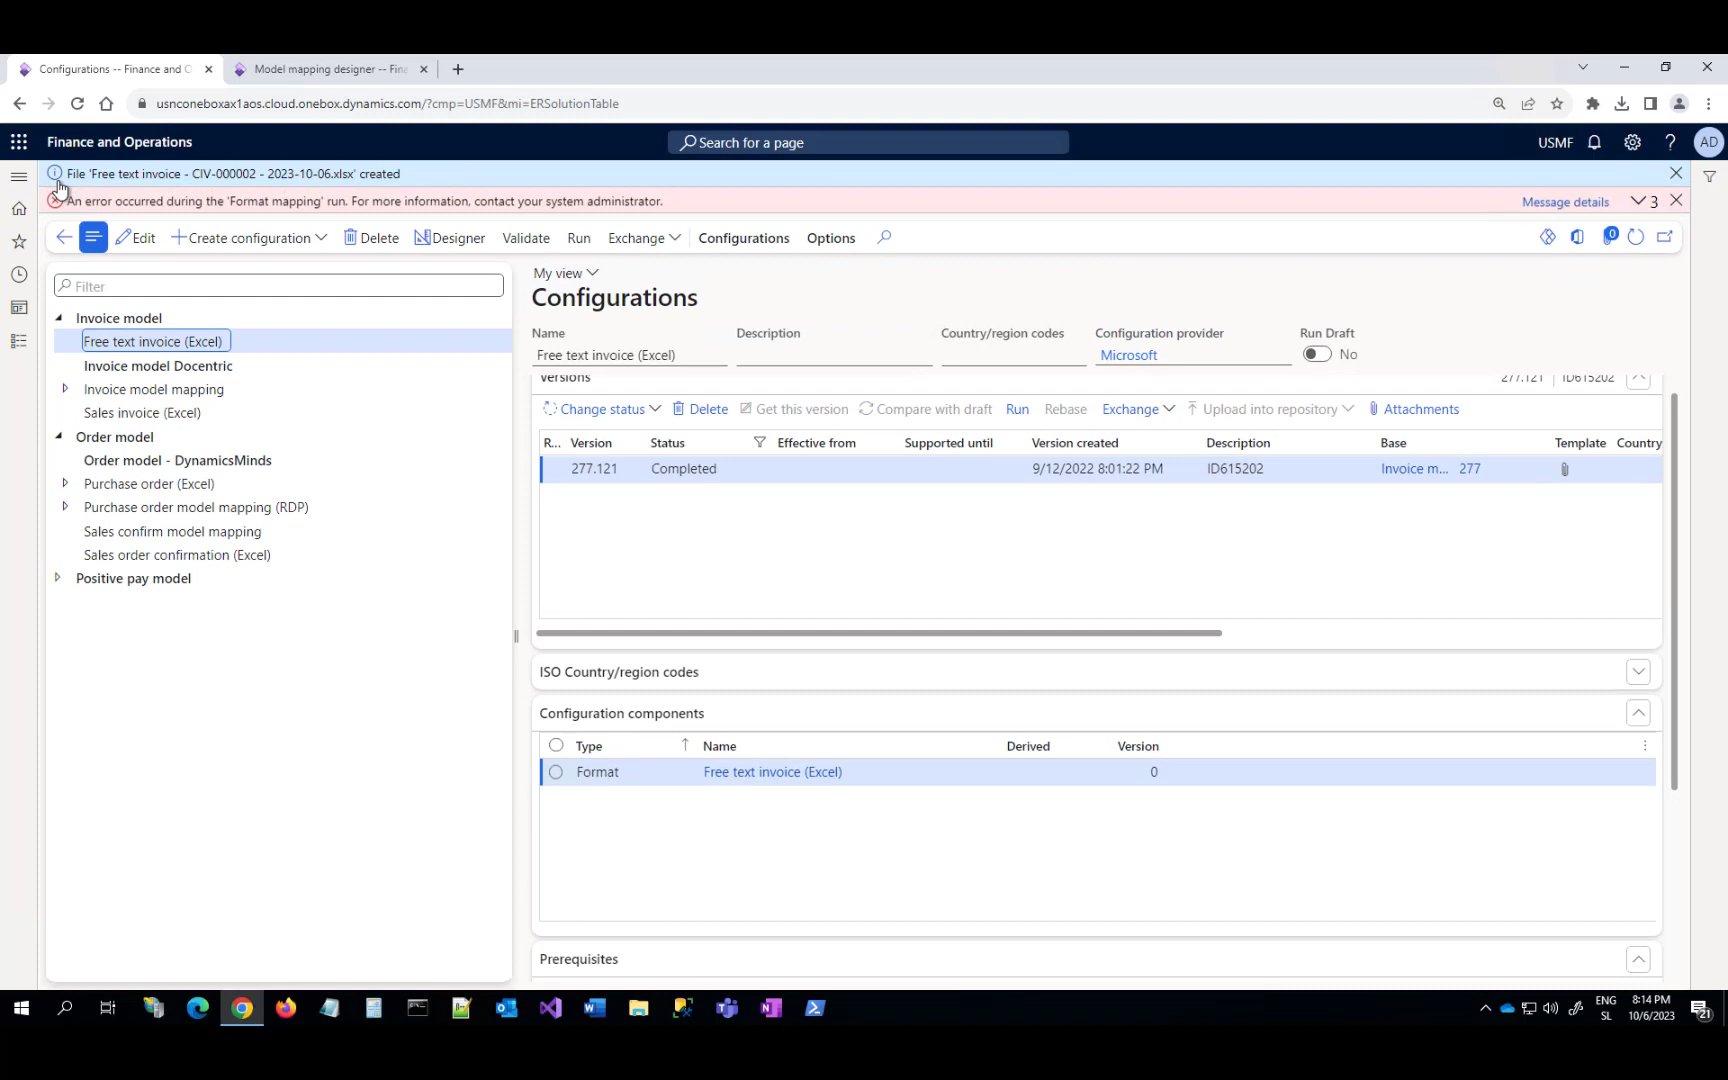 Configurations -- Finance and O
Model mapping designer -- Fina
usnconeboxax1aos.cloud.onebox.dynamics.com/?cmp=USMF&mi=ERSolutionTable
Finance and Operations
Search for a page
USMF
AD
File 'Free text invoice - CIV-000002 - 2023-10-06.xlsx' created
An error occurred during the 'Format mapping' run. For more information, contact your system administrator.
Message details
3
Edit
Create configuration
Delete
Designer
Validate
Run
Exchange
Configurations
Options
0
Filter
Invoice model
Free text invoice (Excel)
Invoice model Docentric
Invoice model mapping
Sales invoice (Excel)
Order model
Order model - DynamicsMinds
Purchase order (Excel)
Purchase order model mapping (RDP)
Sales confirm model mapping
Sales order confirmation (Excel)
Positive pay model
My view
Configurations
Name
Description
Country/region codes
Configuration provider
Run Draft
Free text invoice (Excel)
Microsoft
No
Versions
277.121
ID615202
Change status
Delete
Get this version
Compare with draft
Run
Rebase
Exchange
Upload into repository
Attachments
R...
Version
Status
Effective from
Supported until
Version created
Description
Base
Template
Country
277.121
Completed
9/12/2022 8:01:22 PM
ID615202
Invoice m...
277
ISO Country/region codes
Configuration components
Type
Name
Derived
Version
Format
Free text invoice (Excel)
0
Prerequisites
ENG
SL
8:14 PM
10/6/2023
21